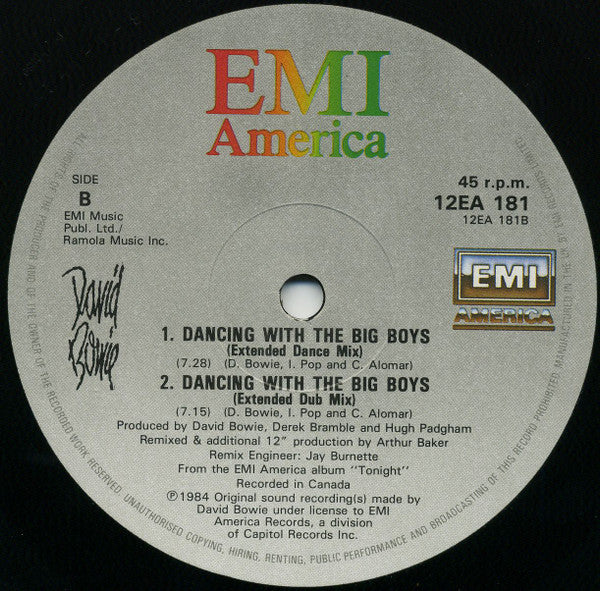 EMI
America
SIDE
B
EMI Music
Publ. Ltd./
Ramola Music Inc.
45 r.p.m.
12EA 181
12EA 181B
David
Bowie
EMI
AMERICA
1. DANCING WITH THE BIG BOYS
(Extended Dance Mix)
(7.28) (D. Bowie, I. Pop and C. Alomar)
2. DANCING WITH THE BIG BOYS
(Extended Dub Mix)
(7.15) (D. Bowie, I. Pop and C. Alomar)
Produced by David Bowie, Derek Bramble and Hugh Padgham
Remixed & additional 12" production by Arthur Baker
Remix Engineer: Jay Burnette
From the EMI America album "Tonight"
Recorded in Canada
℗1984 Original sound recording(s) made by
David Bowie under license to EMI
America Records, a division
of Capitol Records Inc.
ALL RIGHTS OF THE PRODUCER AND OF THE OWNER OF THE RECORDED WORK RESERVED. UNAUTHORISED COPYING, HIRING, RENTING, PUBLIC PERFORMANCE AND BROADCASTING OF THIS RECORD PROHIBITED. MANUFACTURED IN THE U.K. BY EMI RECORDS LIMITED.